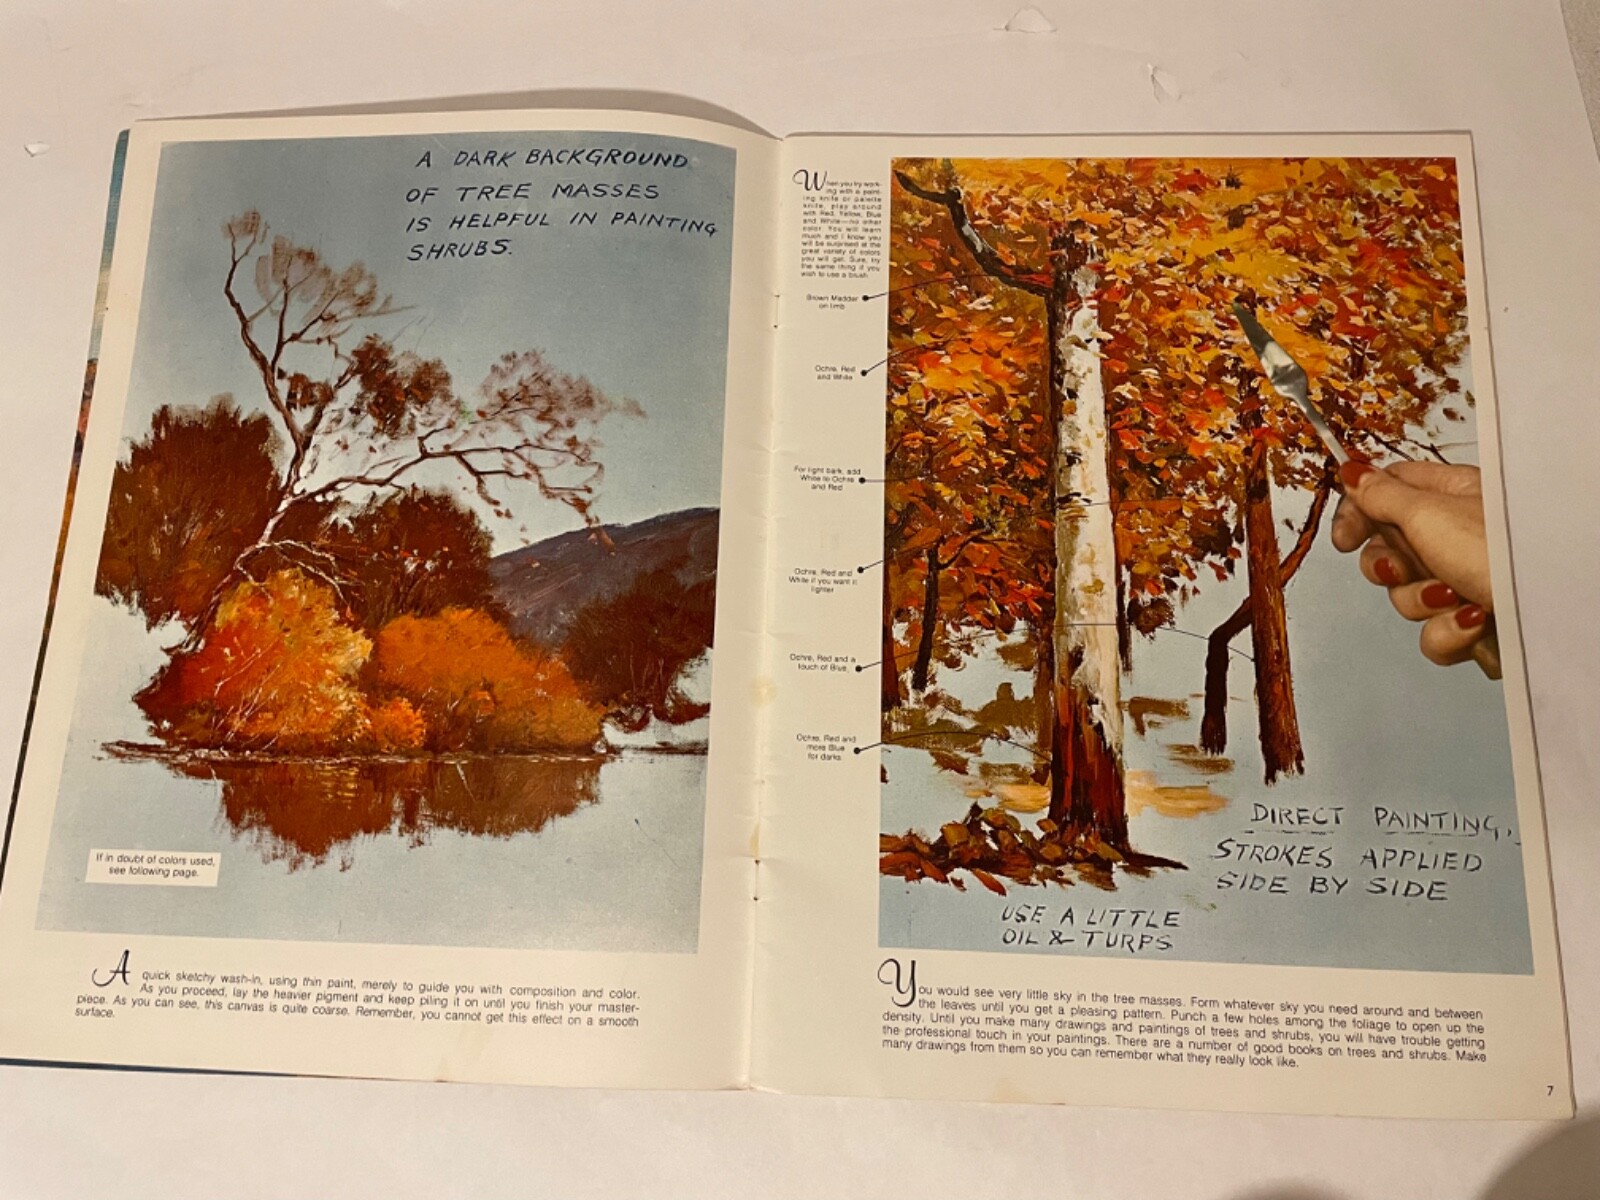 A DARK BACKGROUND
OF TREE MASSES
IS HELPFUL IN PAINTING
SHRUBS.
If in doubt of colors used,
see following page.
A quick sketchy wash-in, using thin paint, merely to guide you with composition and color.
As you proceed, lay the heavier pigment and keep piling it on until you finish your master-
piece. As you can see, this canvas is quite coarse. Remember, you cannot get this effect on a smooth
surface.
When you try work-
ing with a paint-
ing knife or palette
knife, play around
with Red, Yellow, Blue
and White—no other
color. You will learn
much and I know you
will be surprised at the
great variety of colors
you will get. Sure, try
the same thing if you
wish to use a brush.
Brown Madder
on limb
Ochre, Red
and White
For light bark, add
White to Ochre
and Red
Ochre, Red and
White if you want it
lighter
Ochre, Red and a
touch of Blue.
Ochre, Red and
more Blue
for darks
DIRECT PAINTING.
STROKES APPLIED
SIDE BY SIDE
USE A LITTLE
OIL & TURPS
You would see very little sky in the tree masses. Form whatever sky you need around and between
the leaves until you get a pleasing pattern. Punch a few holes among the foliage to open up the
density. Until you make many drawings and paintings of trees and shrubs, you will have trouble getting
the professional touch in your paintings. There are a number of good books on trees and shrubs. Make
many drawings from them so you can remember what they really look like.
7